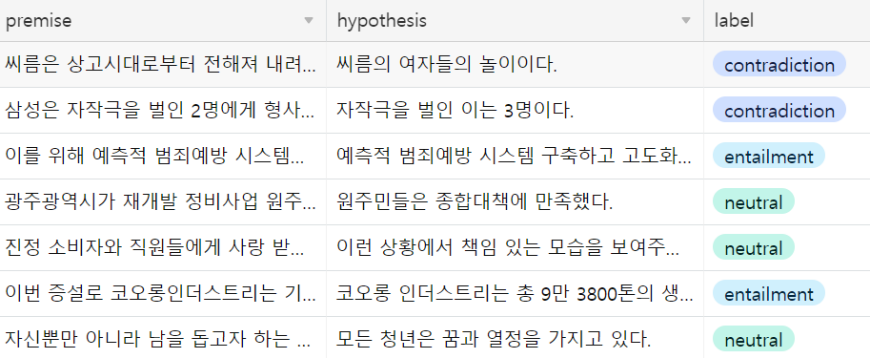 premise hypothesis label
씨름은 상고시대로부터 전해져 내려... 씨름의 여자들의 놀이이다. contradiction
삼성은 자작극을 벌인 2명에게 형사... 자작극을 벌인 이는 3명이다. contradiction
이를 위해 예측적 범죄예방 시스템... 예측적 범죄예방 시스템 구축하고 고도화... entailment
광주광역시가 재개발 정비사업 원주... 원주민들은 종합대책에 만족했다. neutral
진정 소비자와 직원들에게 사랑 받... 이런 상황에서 책임 있는 모습을 보여주... neutral
이번 증설로 코오롱인더스트리는 기... 코오롱 인더스트리는 총 9만 3800톤의 생... entailment
자신뿐만 아니라 남을 돕고자 하는 ... 모든 청년은 꿈과 열정을 가지고 있다. neutral